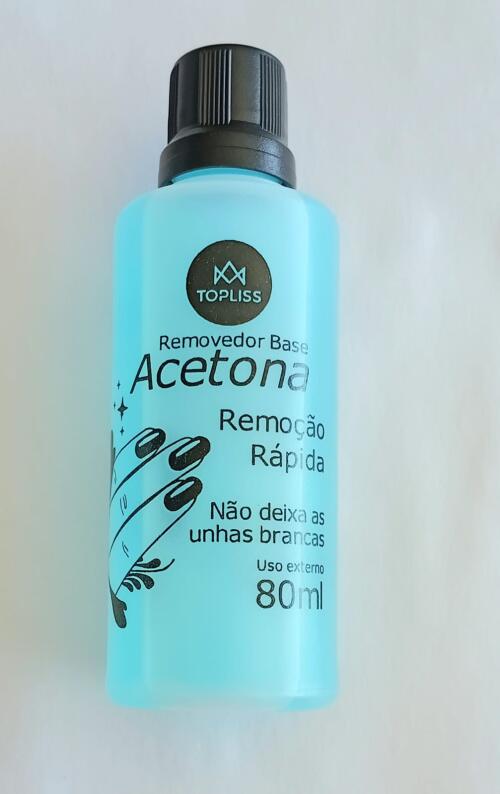 TOPLISS
Removedor Base
Acetona
Remoção
Rápida
Não deixa as
unhas brancas
Uso externo
80ml